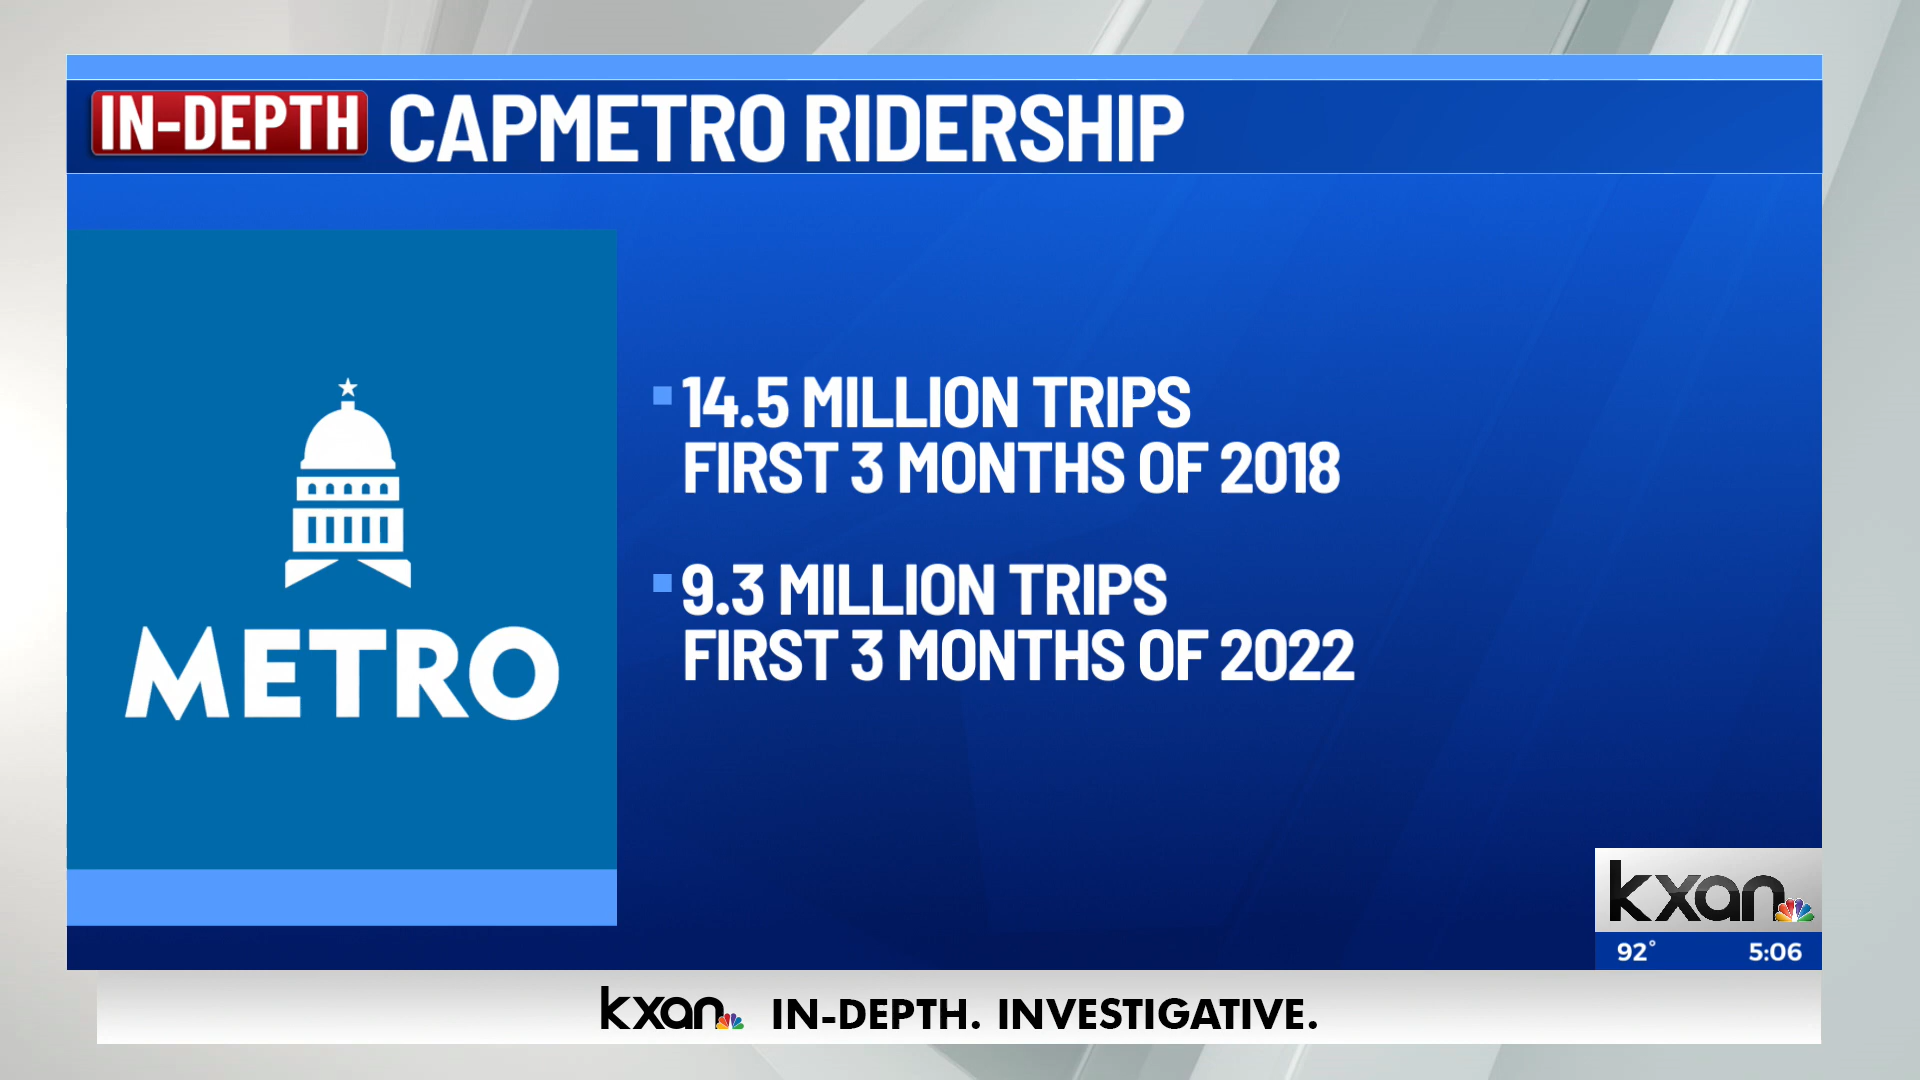 IN-DEPTH CAPMETRO RIDERSHIP
METRO
14.5 MILLION TRIPS
FIRST 3 MONTHS OF 2018
9.3 MILLION TRIPS
FIRST 3 MONTHS OF 2022
kxan
92° 5:06
kxan IN-DEPTH. INVESTIGATIVE.